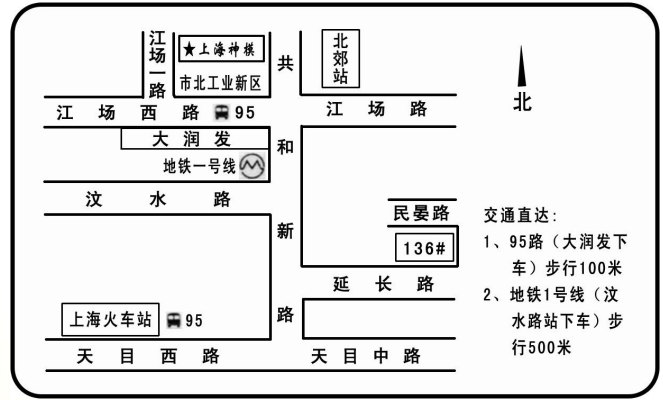 江场一路
★上海神模
市北工业新区
共和新路
北郊站
北
江场西路 95
江场路
大润发
地铁一号线
汶水路
民晏路
136#
延长路
上海火车站 95
天目西路
天目中路
交通直达：
1、95路（大润发下
车）步行100米
2、地铁1号线（汶
水路站下车）步
行500米